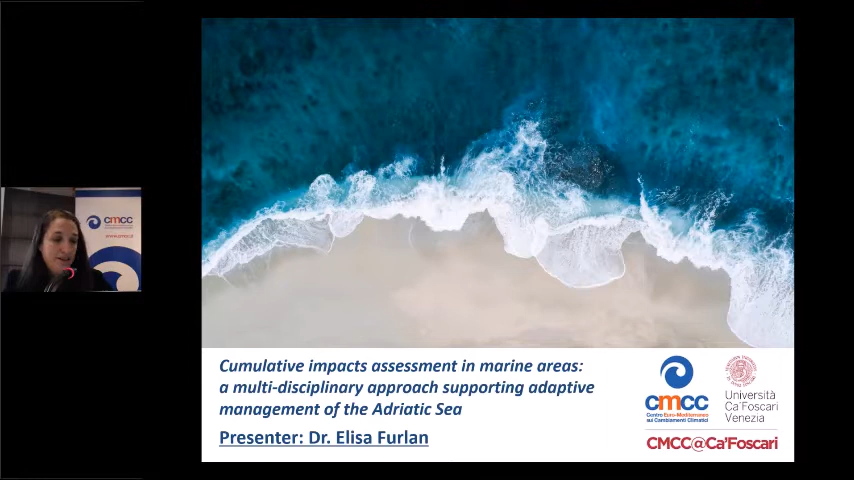 cmcc
Cumulative impacts assessment in marine areas:
a multi-disciplinary approach supporting adaptive
management of the Adriatic Sea
Presenter: Dr. Elisa Furlan
cmcc
Centro Euro-Mediterraneo
sui Cambiamenti Climatici
Università
Ca'Foscari
Venezia
CMCC@Ca'Foscari